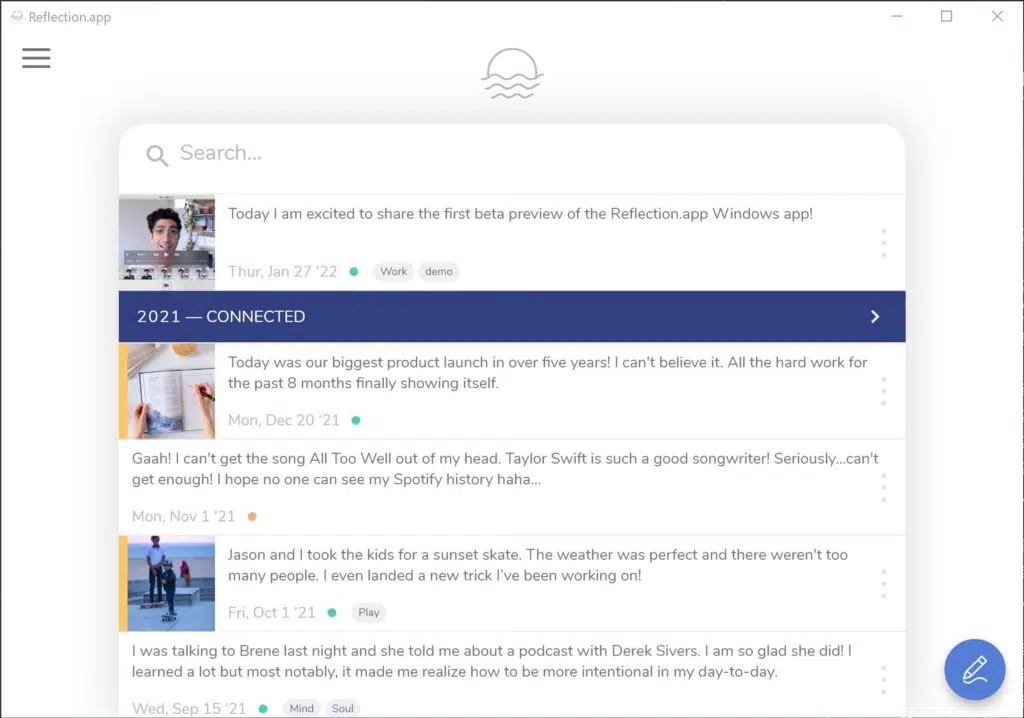 Reflection.app
Search...
Today I am excited to share the first beta preview of the Reflection.app Windows app!
Thur, Jan 27 '22 Work demo
2021 — CONNECTED
Today was our biggest product launch in over five years! I can't believe it. All the hard work for
the past 8 months finally showing itself.
Mon, Dec 20 '21
Gaah! I can't get the song All Too Well out of my head. Taylor Swift is such a good songwriter! Seriously...can't
get enough! I hope no one can see my Spotify history haha...
Mon, Nov 1 '21
Jason and I took the kids for a sunset skate. The weather was perfect and there weren't too
many people. I even landed a new trick I've been working on!
Fri, Oct 1 '21 Play
I was talking to Brene last night and she told me about a podcast with Derek Sivers. I am so glad she did! I
learned a lot but most notably, it made me realize how to be more intentional in my day-to-day.
Wed, Sep 15 '21 Mind Soul